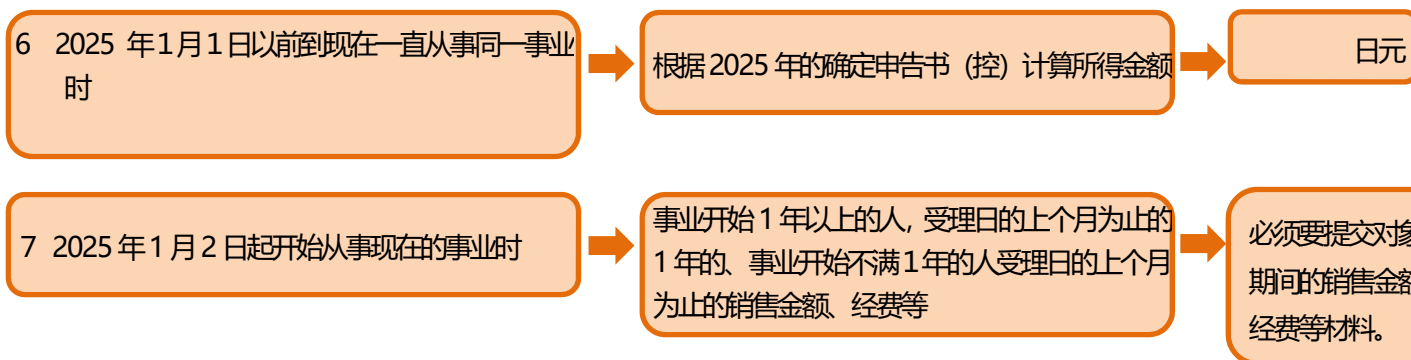 6 2025 年1月1日以前到现在一直从事同一事业
时
根据 2025 年的确定申告书（控）计算所得金额
日元
7 2025 年 1 月 2 日起开始从事现在的事业时
事业开始 1 年以上的人, 受理日的上个月为止的
1 年的、事业开始不满 1 年的人受理日的上个月
为止的销售金额、经费等
必须要提交对象
期间的销售金额
经费等材料。